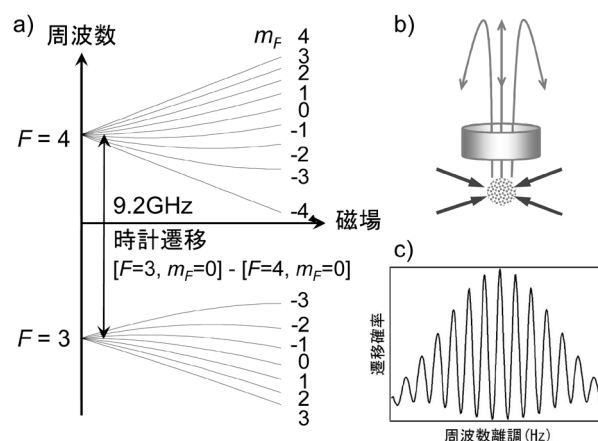 a)
周波数
m_F
4
3
2
1
0
-1
-2
-3
-4
F = 4
9.2GHz
磁場
時計遷移
[F=3, m_F=0] - [F=4, m_F=0]
F = 3
-3
-2
-1
0
1
2
3
b)
c)
遷移確率
周波数離調(Hz)